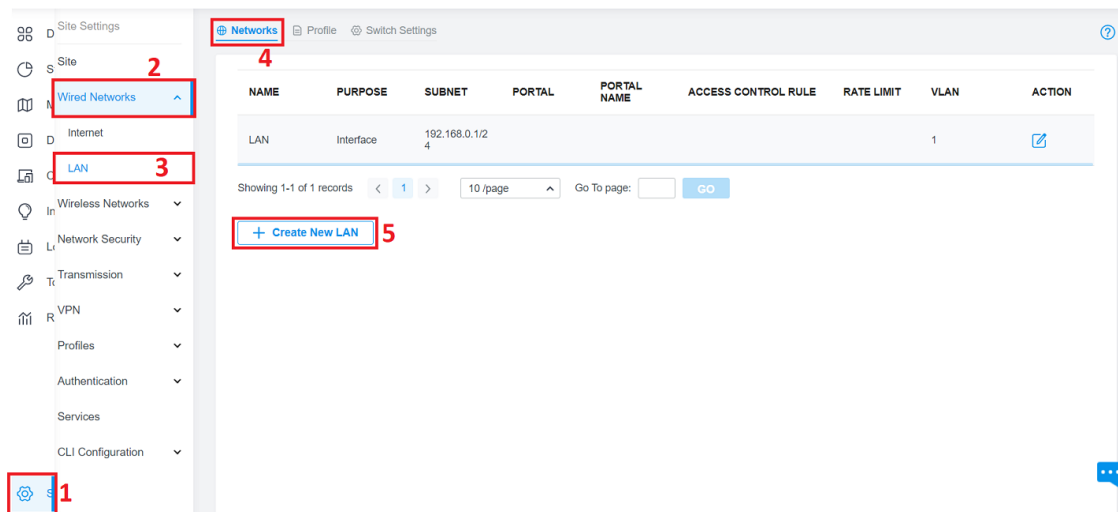 Site Settings
Site
2
Wired Networks
Internet
LAN
3
Wireless Networks
Network Security
Transmission
VPN
Profiles
Authentication
Services
CLI Configuration
1
Networks
Profile
Switch Settings
4
NAME PURPOSE SUBNET PORTAL PORTAL NAME ACCESS CONTROL RULE RATE LIMIT VLAN ACTION
LAN Interface 192.168.0.1/2 1
4
Showing 1-1 of 1 records < 1 > 10 /page Go To page: GO
+ Create New LAN
5